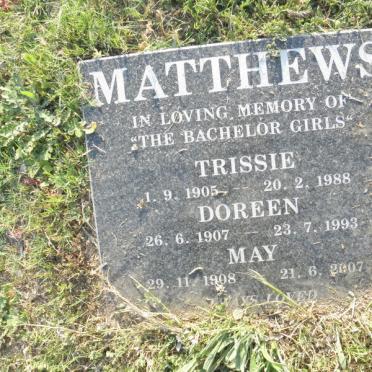 MATTHEWS
IN LOVING MEMORY OF
"THE BACHELOR GIRLS"
TRISSIE
1. 9. 1905 — 20. 2. 1988
DOREEN
26. 6. 1907 — 23. 7. 1993
MAY
29. 11. 1908 — 21. 6. 2007
LOVED